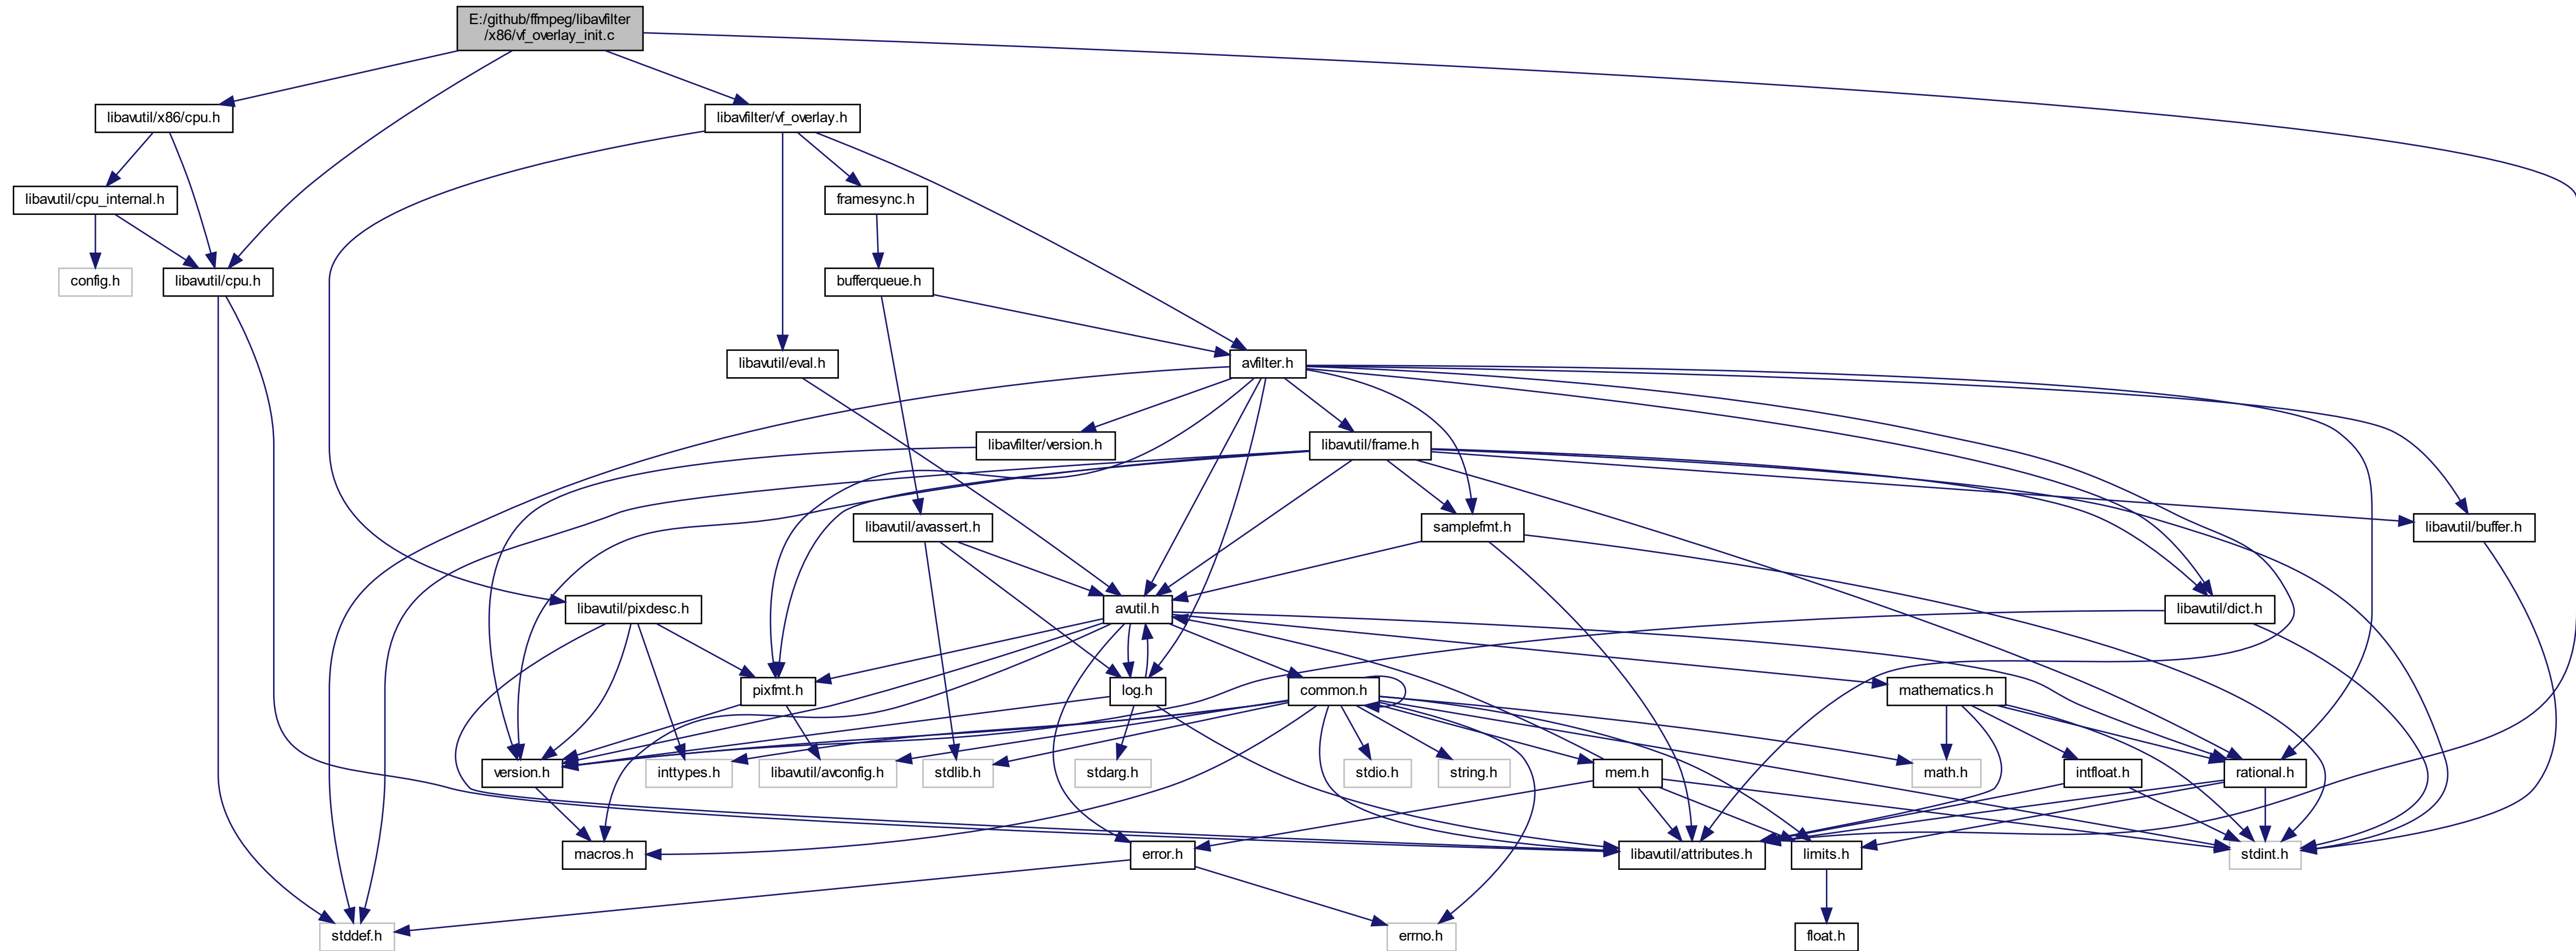 E:/github/ffmpeg/libavfilter
/x86/vf_overlay_init.c
libavutil/x86/cpu.h
libavfilter/vf_overlay.h
libavutil/cpu_internal.h
framesync.h
config.h
libavutil/cpu.h
bufferqueue.h
libavutil/eval.h
avfilter.h
libavfilter/version.h
libavutil/frame.h
libavutil/avassert.h
samplefmt.h
libavutil/buffer.h
libavutil/pixdesc.h
avutil.h
libavutil/dict.h
pixfmt.h
log.h
common.h
mathematics.h
version.h
inttypes.h
libavutil/avconfig.h
stdlib.h
stdarg.h
stdio.h
string.h
mem.h
math.h
intfloat.h
rational.h
macros.h
error.h
libavutil/attributes.h
limits.h
stdint.h
stddef.h
errno.h
float.h